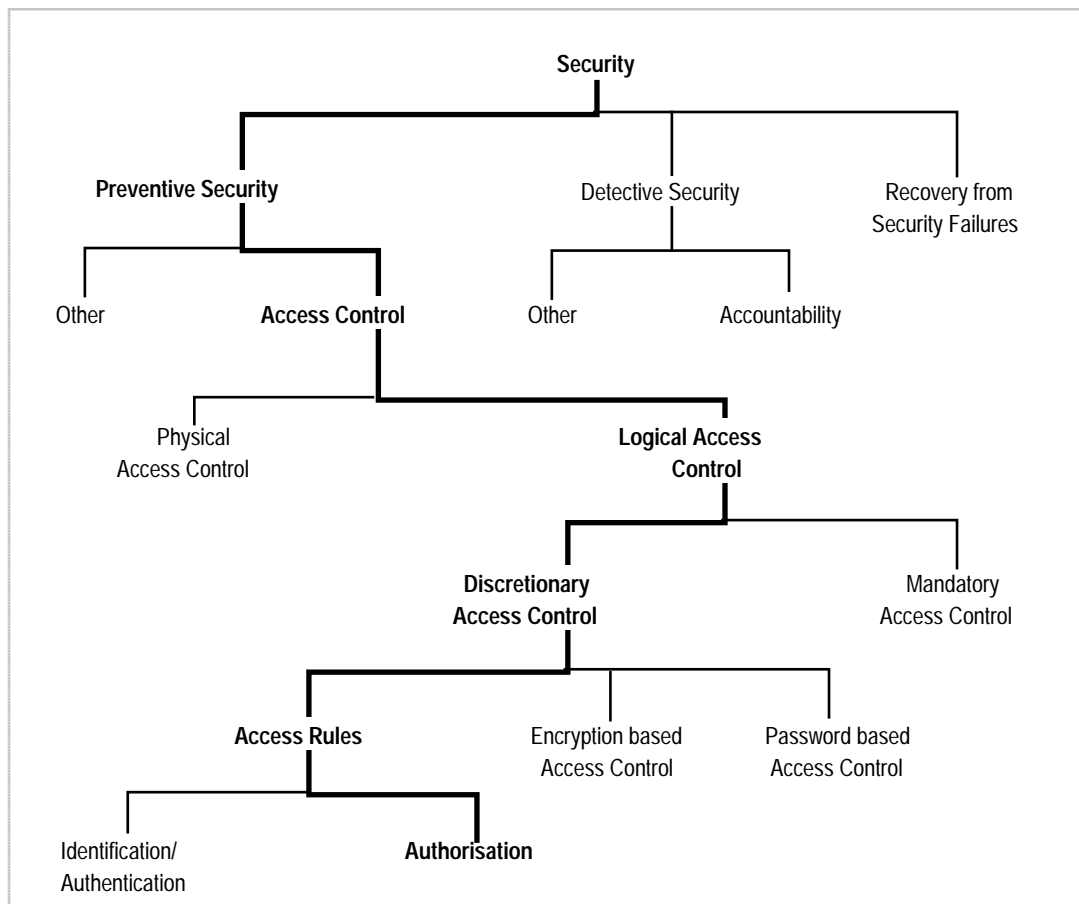 Security
Preventive Security
Detective Security
Recovery from
Security Failures
Other
Access Control
Other
Accountability
Physical
Access Control
Logical Access
Control
Discretionary
Access Control
Mandatory
Access Control
Access Rules
Encryption based
Access Control
Password based
Access Control
Identification/
Authentication
Authorisation